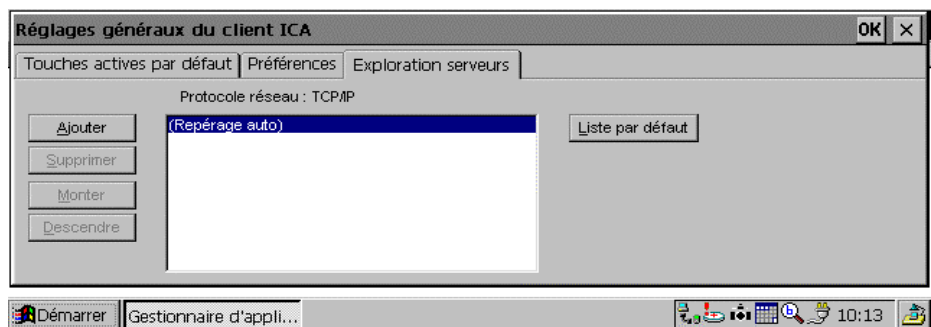 Réglages généraux du client ICA OK
Touches actives par défaut Préférences Exploration serveurs
Protocole réseau : TCP/IP
Ajouter
(Repérage auto)
Liste par défaut
Supprimer
Monter
Descendre
Démarrer Gestionnaire d'appli... 10:13